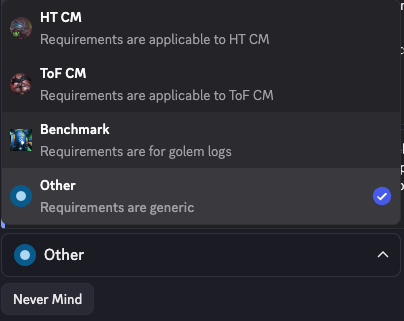 HT CM
Requirements are applicable to HT CM
ToF CM
Requirements are applicable to ToF CM
Benchmark
Requirements are for golem logs
Other
Requirements are generic
Other
Never Mind